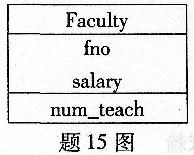 Faculty
fno
salary
num_teach
题 15 图